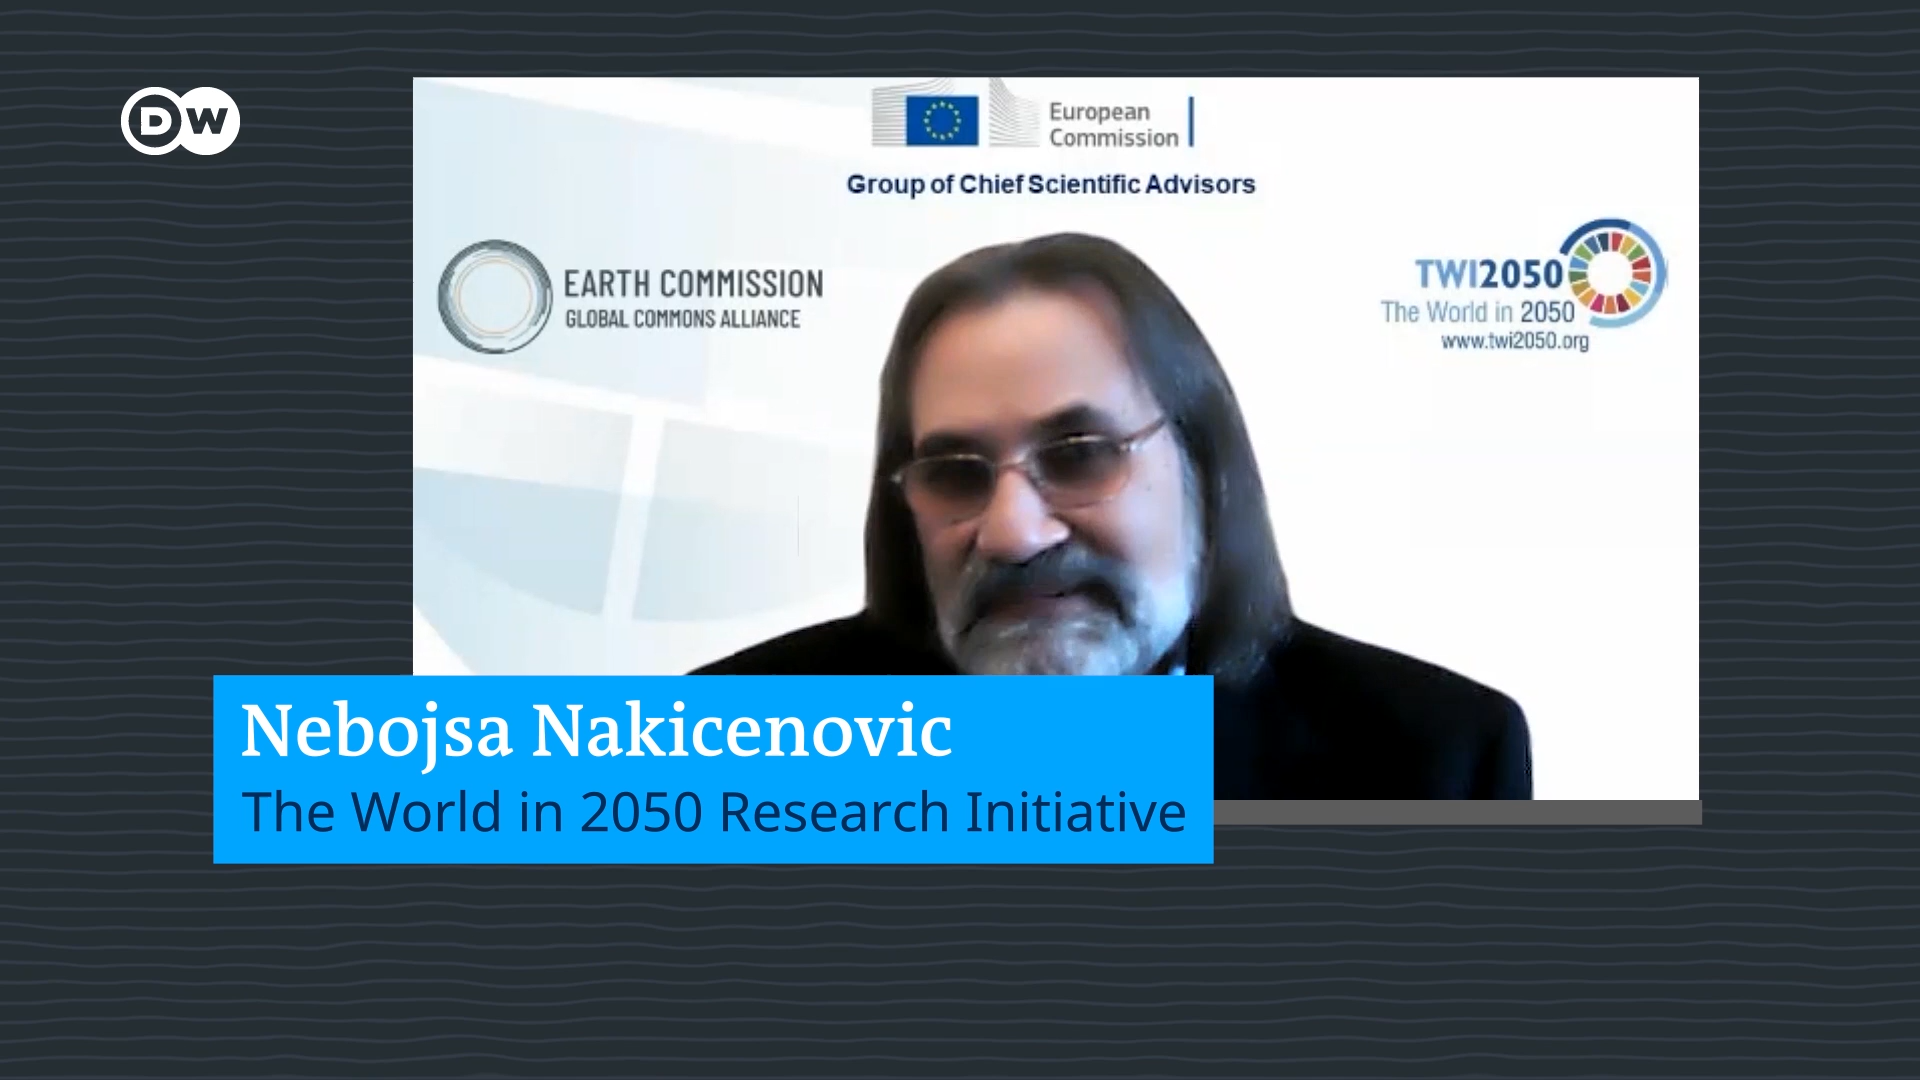 DW
European
Commission
Group of Chief Scientific Advisors
EARTH COMMISSION
GLOBAL COMMONS ALLIANCE
TWI2050
The World in 2050
www.twi2050.org
Nebojsa Nakicenovic
The World in 2050 Research Initiative